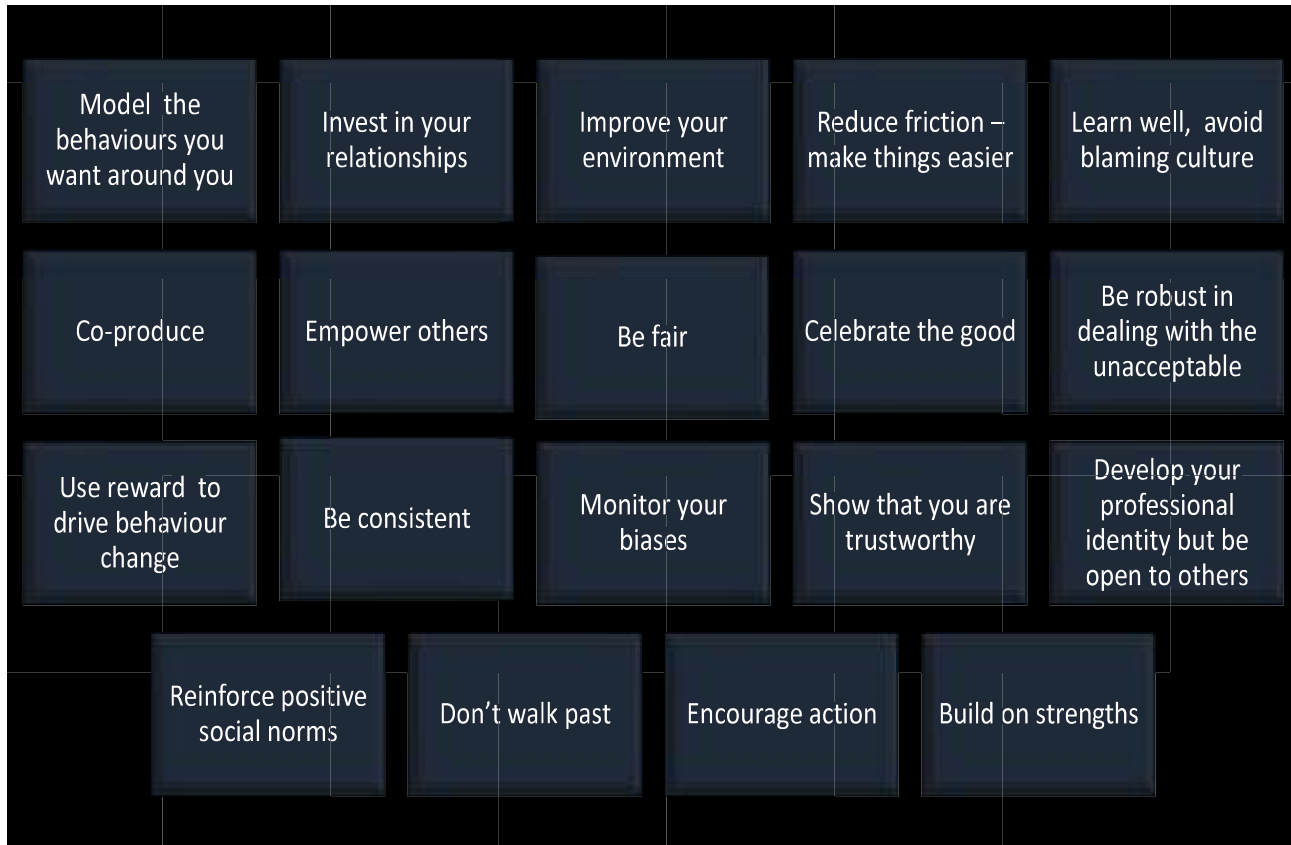 Model the
behaviours you
want around you
Invest in your
relationships
Improve your
environment
Reduce friction –
make things easier
Learn well, avoid
blaming culture
Co-produce
Empower others
Be fair
Celebrate the good
Be robust in
dealing with the
unacceptable
Use reward to
drive behaviour
change
Be consistent
Monitor your
biases
Show that you are
trustworthy
Develop your
professional
identity but be
open to others
Reinforce positive
social norms
Don’t walk past
Encourage action
Build on strengths